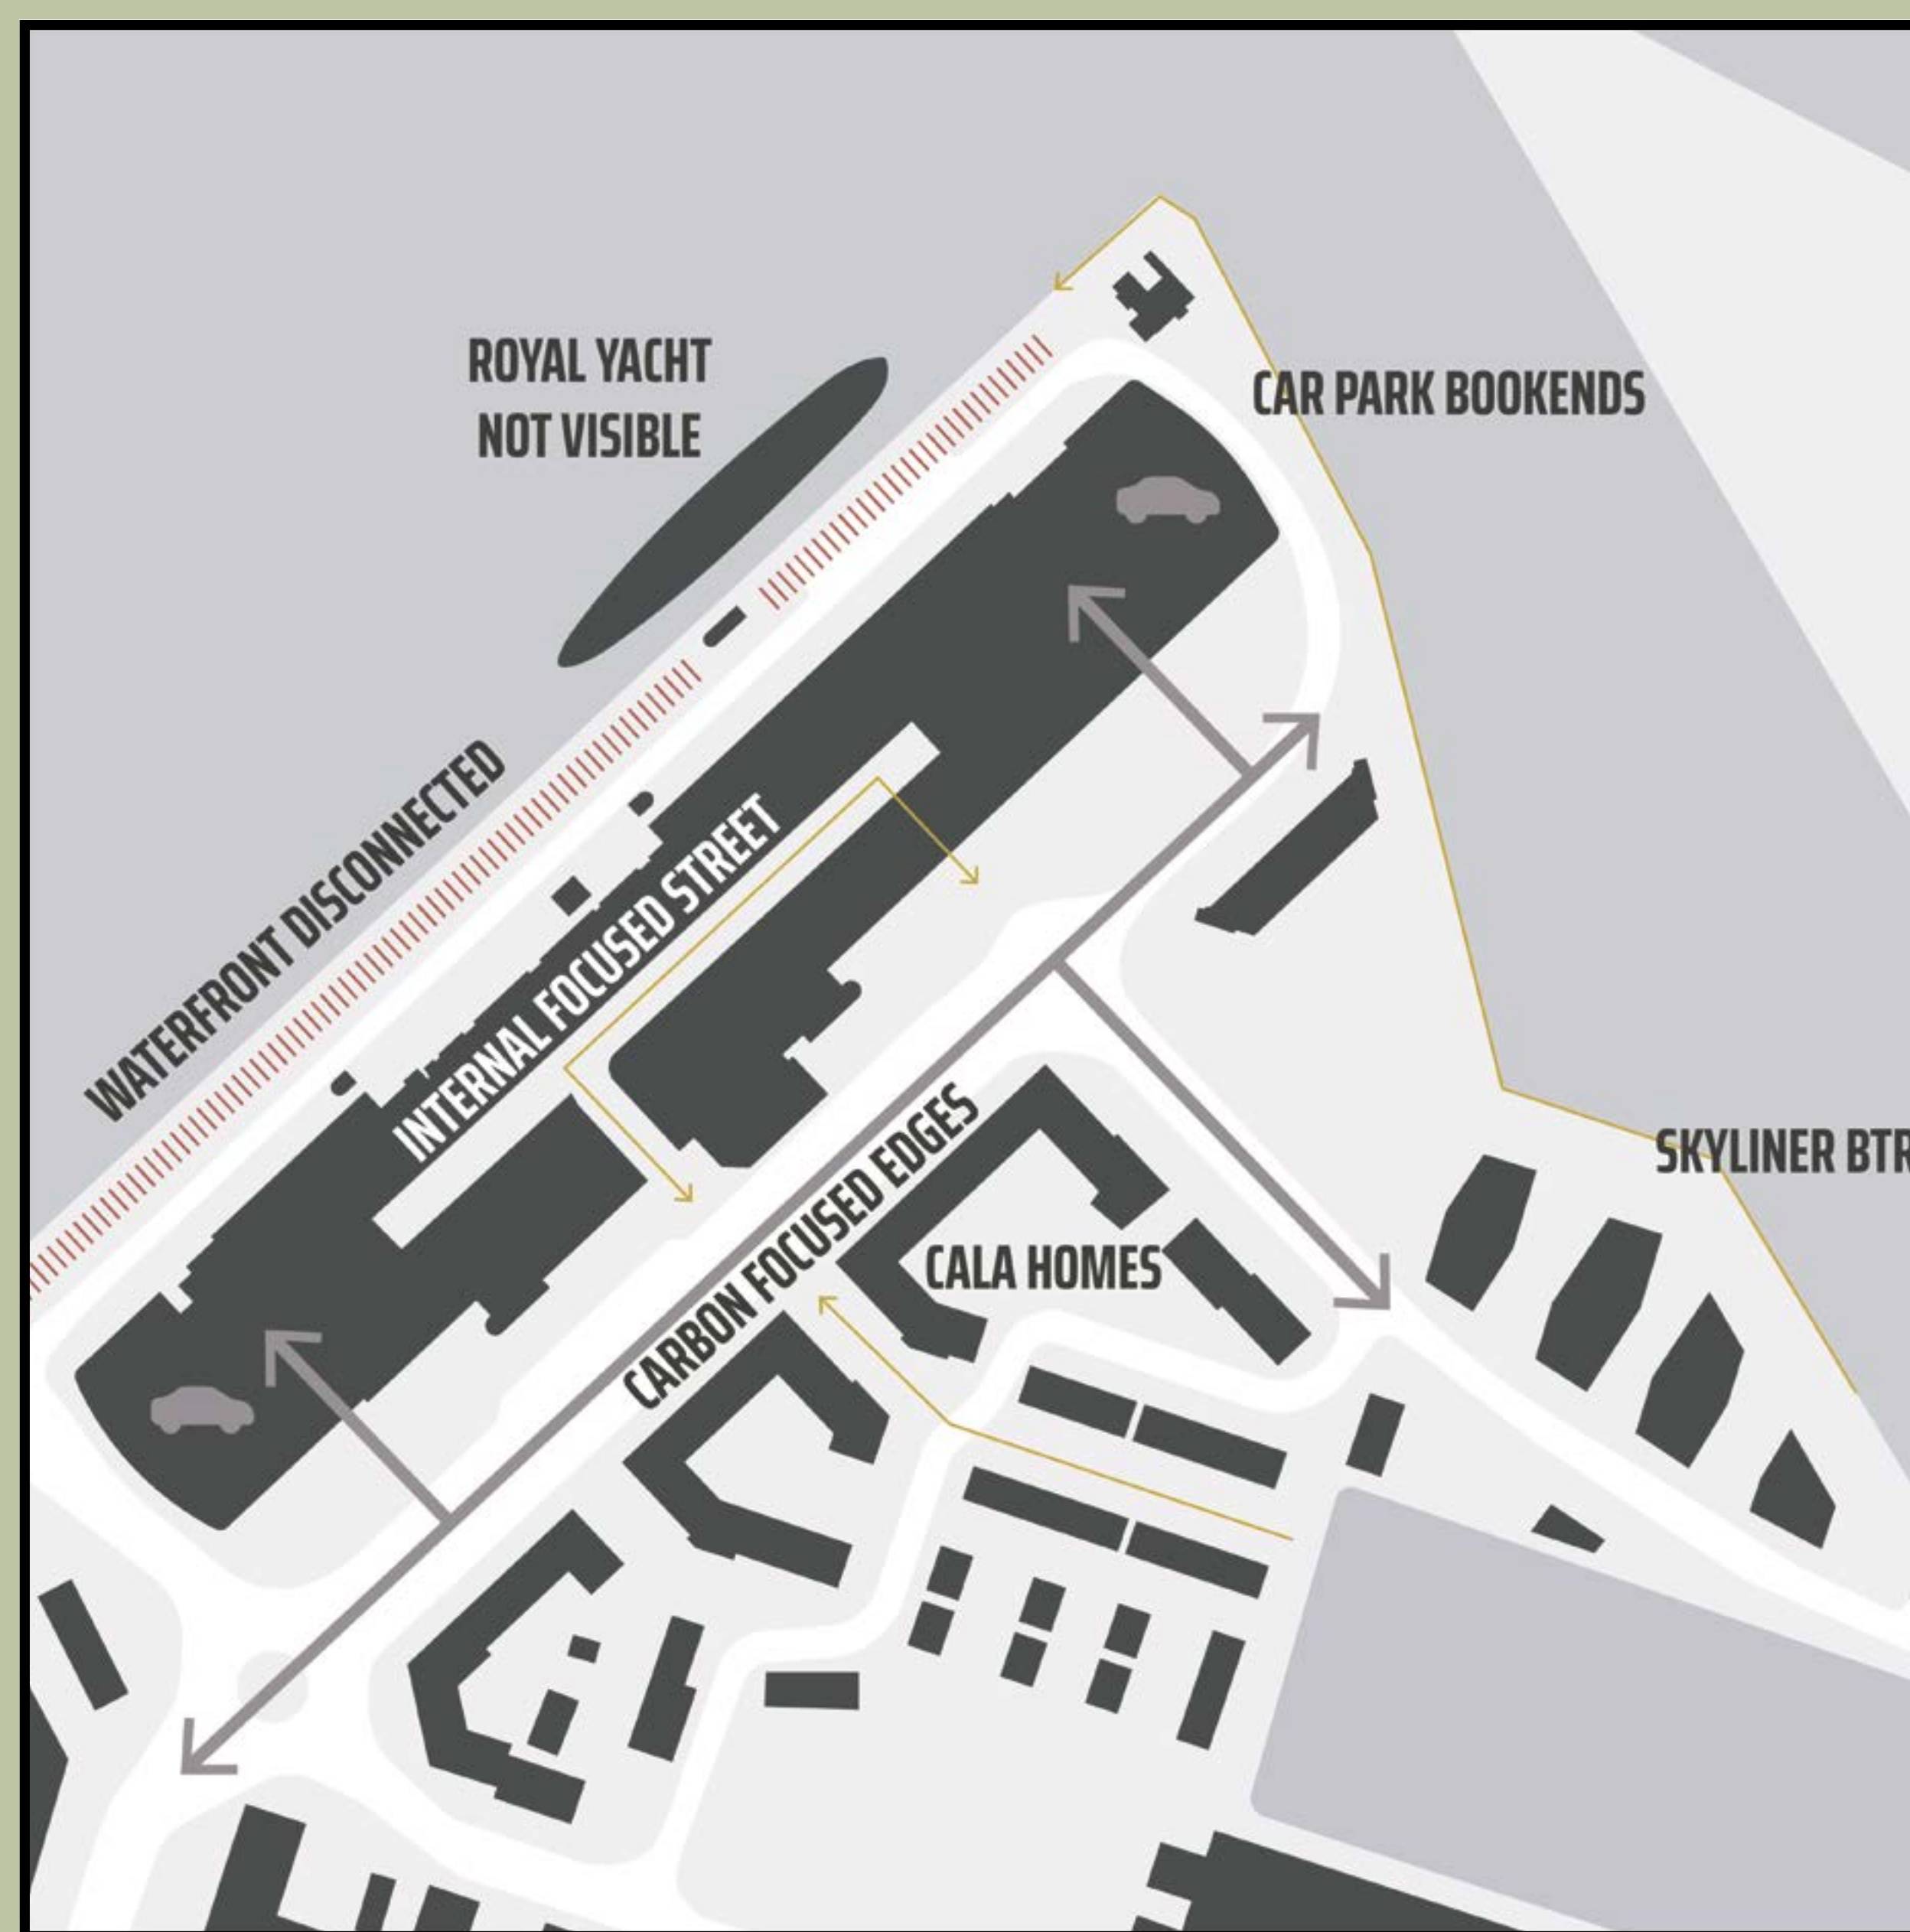 ROYAL YACHT
NOT VISIBLE
CAR PARK BOOKENDS
WATERFRONT DISCONNECTED
INTERNAL FOCUSED STREET
CARBON FOCUSED EDGES
SKYLINER BTR
CALA HOMES